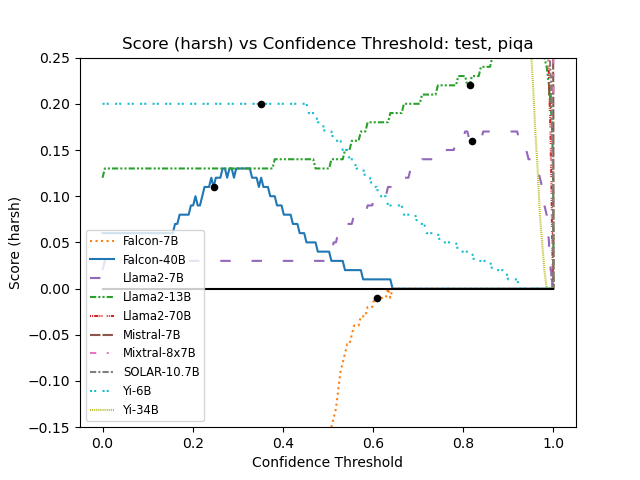 Score (harsh) vs Confidence Threshold: test, piqa
0.25
0.20
0.15
0.10
0.05
0.00
−0.05
−0.10
−0.15
Score (harsh)
Falcon-7B
Falcon-40B
Llama2-7B
Llama2-13B
Llama2-70B
Mistral-7B
Mixtral-8x7B
SOLAR-10.7B
Yi-6B
Yi-34B
0.0 0.2 0.4 0.6 0.8 1.0
Confidence Threshold